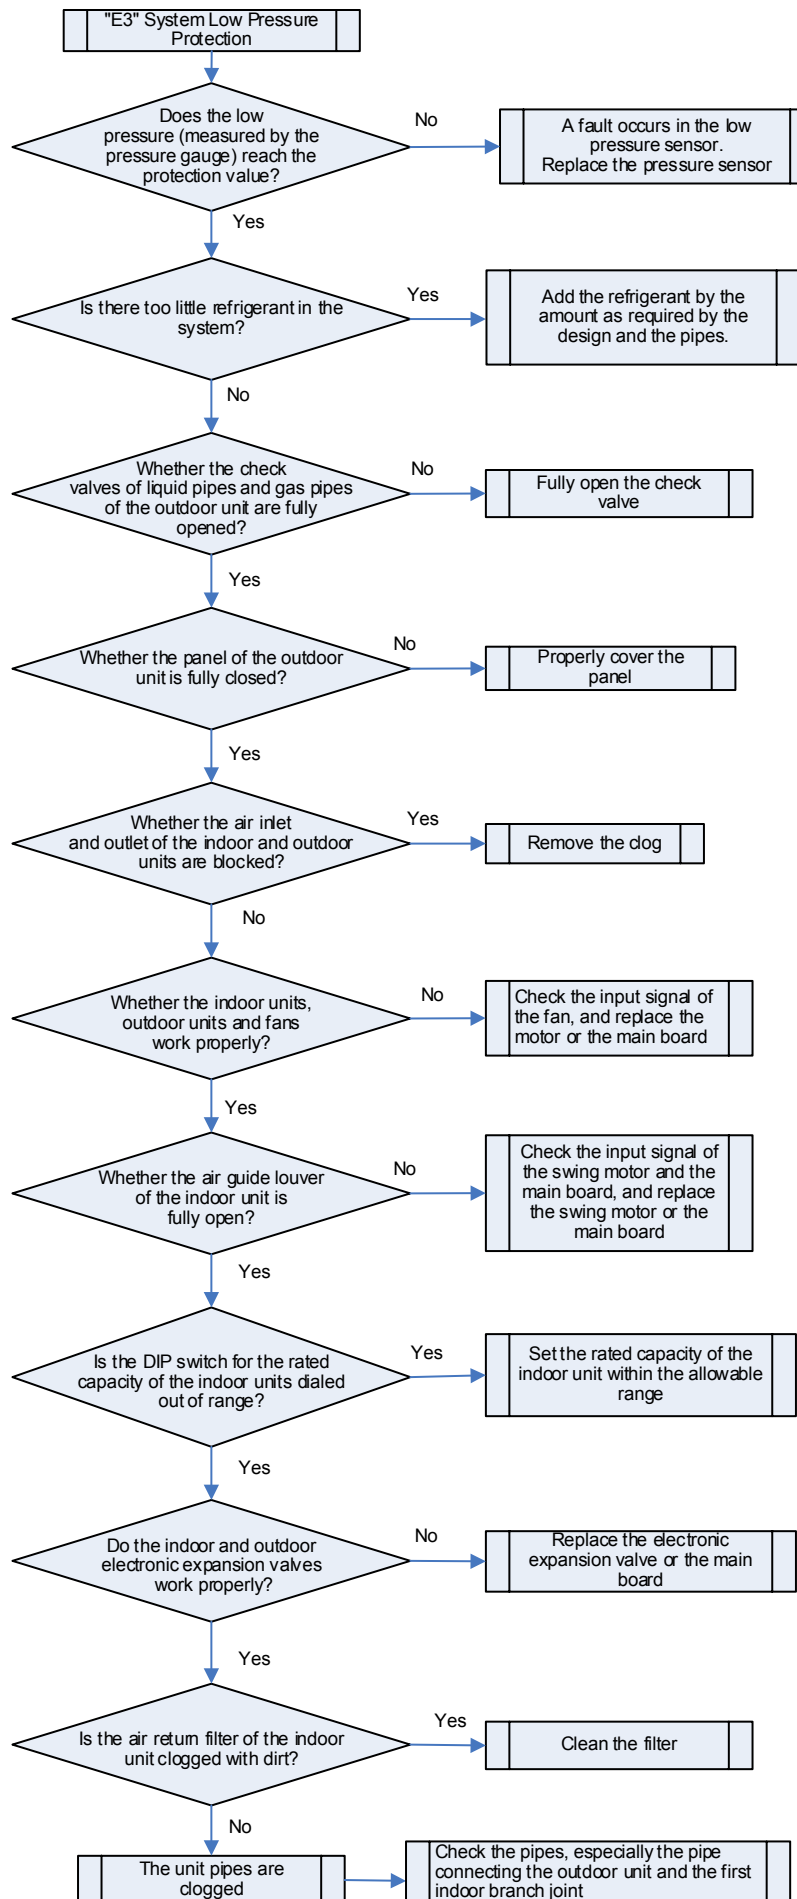 "E3" System Low Pressure
Protection
Does the low
pressure (measured by the
pressure gauge) reach the
protection value?
No
A fault occurs in the low
pressure sensor.
Replace the pressure sensor
Yes
Is there too little refrigerant in the
system?
Yes
Add the refrigerant by the
amount as required by the
design and the pipes.
No
Whether the check
valves of liquid pipes and gas pipes
of the outdoor unit are fully
opened?
No
Fully open the check
valve
Yes
Whether the panel of the outdoor
unit is fully closed?
No
Properly cover the
panel
Yes
Whether the air inlet
and outlet of the indoor and outdoor
units are blocked?
Yes
Remove the clog
No
Whether the indoor units,
outdoor units and fans
work properly?
No
Check the input signal of
the fan, and replace the
motor or the main board
Yes
Whether the air guide louver
of the indoor unit is
fully open?
No
Check the input signal of
the swing motor and the
main board, and replace
the swing motor or the
main board
Yes
Is the DIP switch for the rated
capacity of the indoor units dialed
out of range?
Yes
Set the rated capacity of the
indoor unit within the allowable
range
Yes
Do the indoor and outdoor
electronic expansion valves
work properly?
No
Replace the electronic
expansion valve or the main
board
Yes
Is the air return filter of the indoor
unit clogged with dirt?
Yes
Clean the filter
No
The unit pipes are
clogged
Check the pipes, especially the pipe
connecting the outdoor unit and the first
indoor branch joint